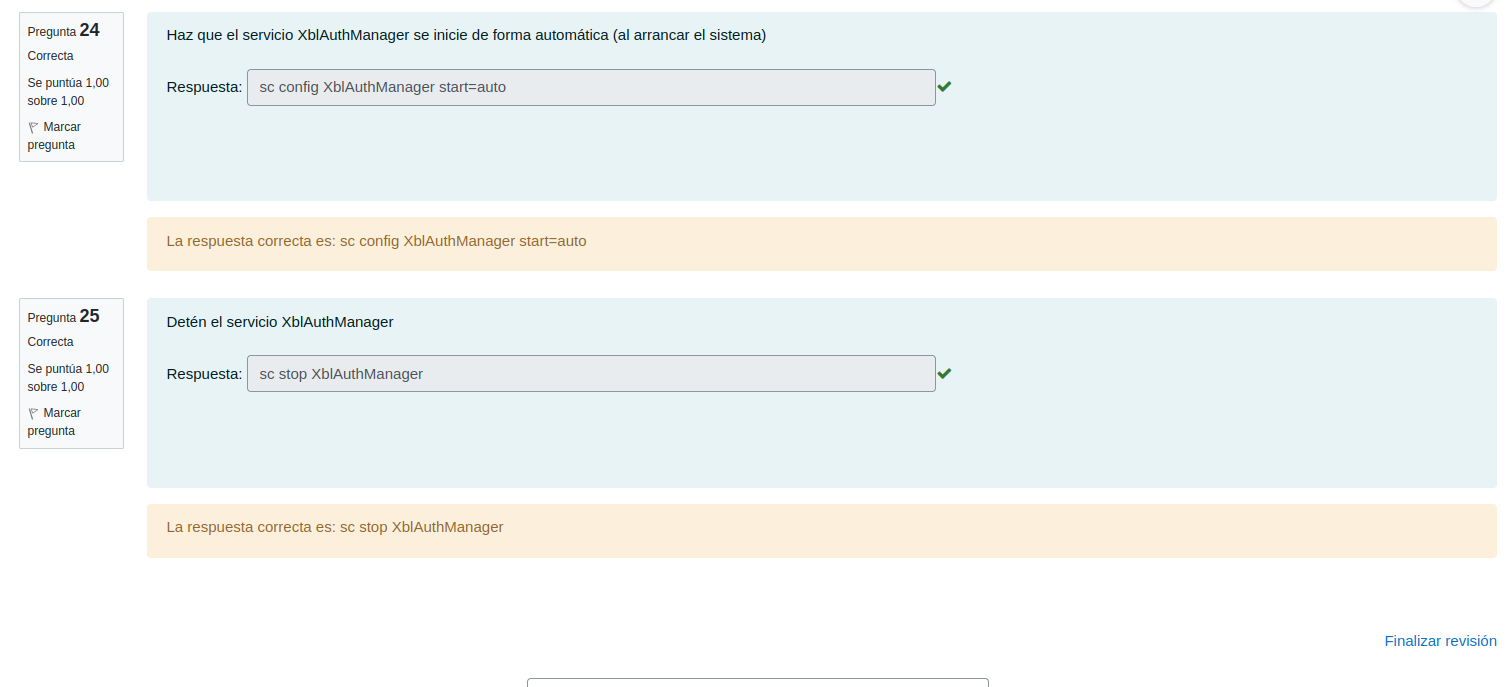 Pregunta 24
Correcta
Se puntúa 1,00
sobre 1,00
Marcar
pregunta
Haz que el servicio XblAuthManager se inicie de forma automática (al arrancar el sistema)
Respuesta: sc config XblAuthManager start=auto
La respuesta correcta es: sc config XblAuthManager start=auto
Pregunta 25
Correcta
Se puntúa 1,00
sobre 1,00
Marcar
pregunta
Detén el servicio XblAuthManager
Respuesta: sc stop XblAuthManager
La respuesta correcta es: sc stop XblAuthManager
Finalizar revisión